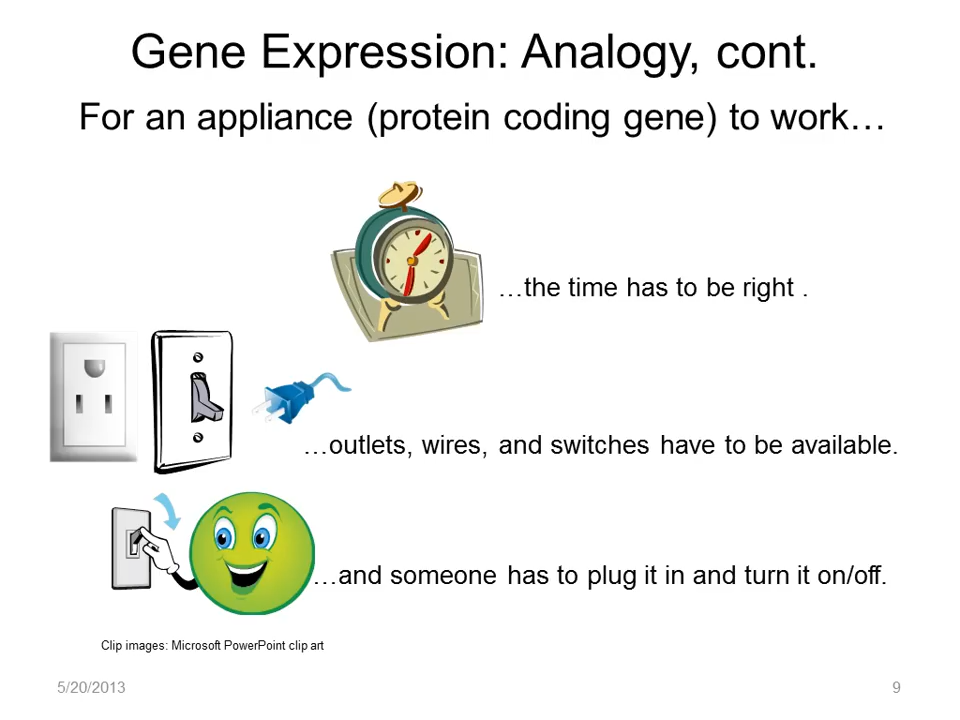 Gene Expression: Analogy, cont.
For an appliance (protein coding gene) to work…
…the time has to be right .
…outlets, wires, and switches have to be available.
…and someone has to plug it in and turn it on/off.
Clip images: Microsoft PowerPoint clip art
5/20/2013
9